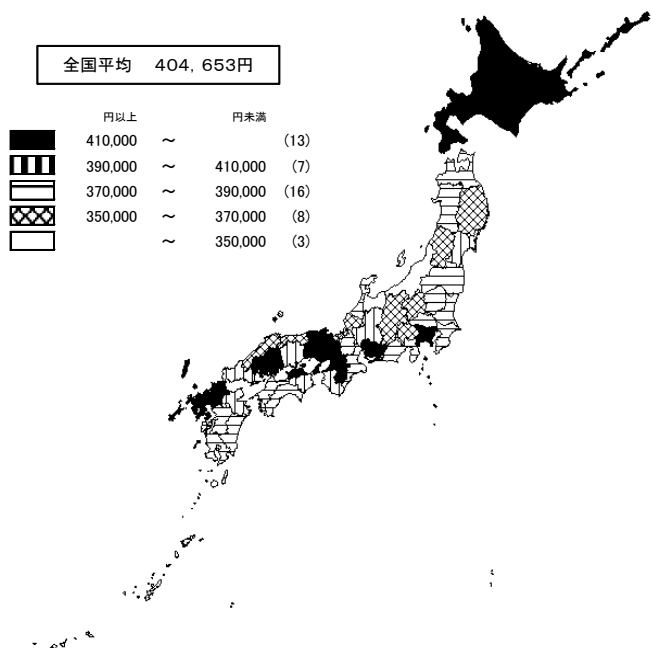 全国平均　４０４，６５３円
円以上　円未満
410,000　～　（13）
390,000　～　410,000　（7）
370,000　～　390,000　（16）
350,000　～　370,000　（8）
～　350,000　（3）